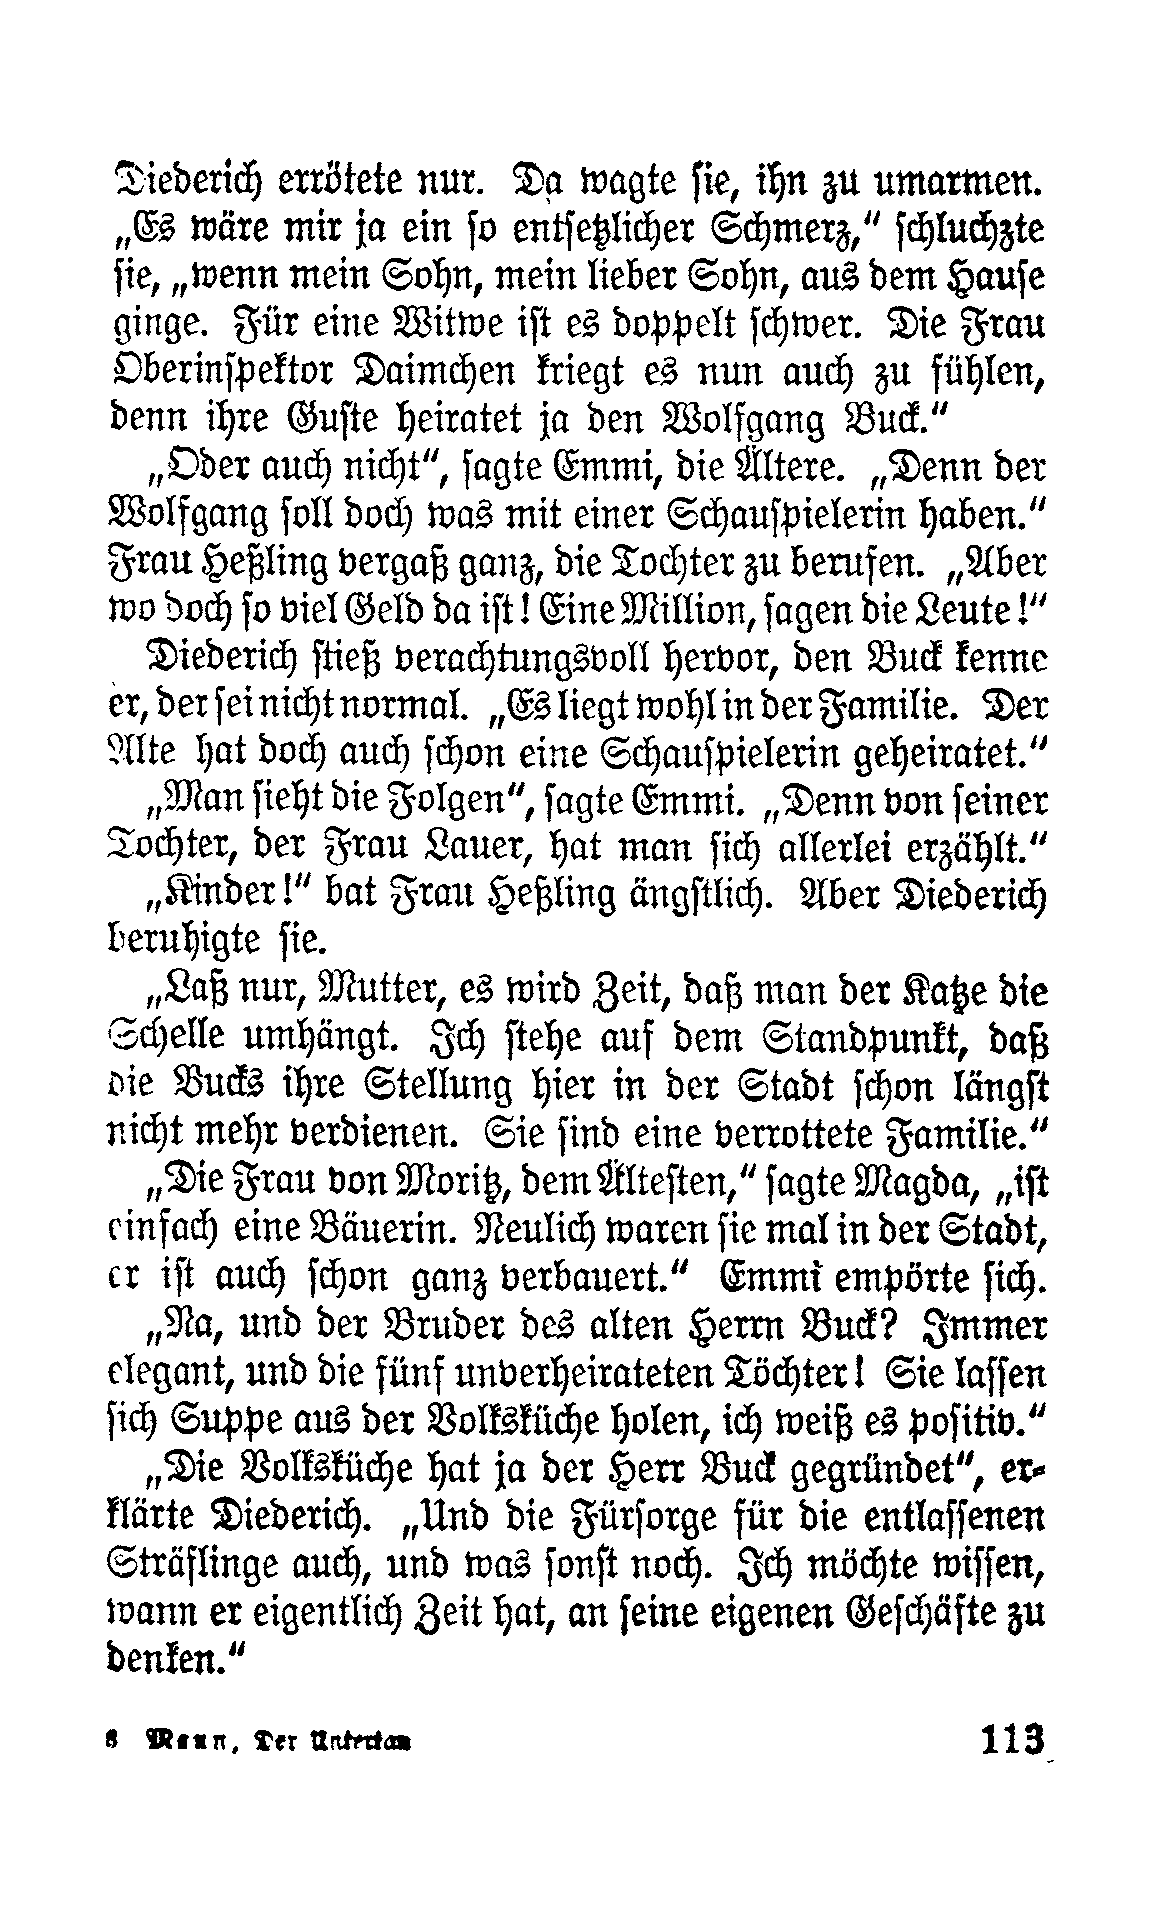 Diederich errötete nur. Da wagte sie, ihn zu umarmen.
„Es wäre mir ja ein so entsetzlicher Schmerz,“ schluchzte
sie, „wenn mein Sohn, mein lieber Sohn, aus dem Hause
ginge. Für eine Witwe ist es doppelt schwer. Die Frau
Oberinspektor Daimchen kriegt es nun auch zu fühlen,
denn ihre Guste heiratet ja den Wolfgang Buck.“
„Oder auch nicht“, sagte Emmi, die Ältere. „Denn der
Wolfgang soll doch was mit einer Schauspielerin haben.“
Frau Heßling vergaß ganz, die Tochter zu berufen. „Aber
wo doch so viel Geld da ist! Eine Million, sagen die Leute!“
Diederich stieß verachtungsvoll hervor, den Buck kenne
er, der sei nicht normal. „Es liegt wohl in der Familie. Der
Alte hat doch auch schon eine Schauspielerin geheiratet.“
„Man sieht die Folgen“, sagte Emmi. „Denn von seiner
Tochter, der Frau Lauer, hat man sich allerlei erzählt.“
„Kinder!“ bat Frau Heßling ängstlich. Aber Diederich
beruhigte sie.
„Laß nur, Mutter, es wird Zeit, daß man der Katze die
Schelle umhängt. Ich stehe auf dem Standpunkt, daß
die Bucks ihre Stellung hier in der Stadt schon längst
nicht mehr verdienen. Sie sind eine verrottete Familie.“
„Die Frau von Moritz, dem Ältesten,“ sagte Magda, „ist
einfach eine Bäuerin. Neulich waren sie mal in der Stadt,
er ist auch schon ganz verbauert.“ Emmi empörte sich.
„Na, und der Bruder des alten Herrn Buck? Immer
elegant, und die fünf unverheirateten Töchter! Sie lassen
sich Suppe aus der Volksküche holen, ich weiß es positiv.“
„Die Volksküche hat ja der Herr Buck gegründet“, er-
klärte Diederich. „Und die Fürsorge für die entlassenen
Sträflinge auch, und was sonst noch. Ich möchte wissen,
wann er eigentlich Zeit hat, an seine eigenen Geschäfte zu
denken.“
8 Mann, Der Untertan 113